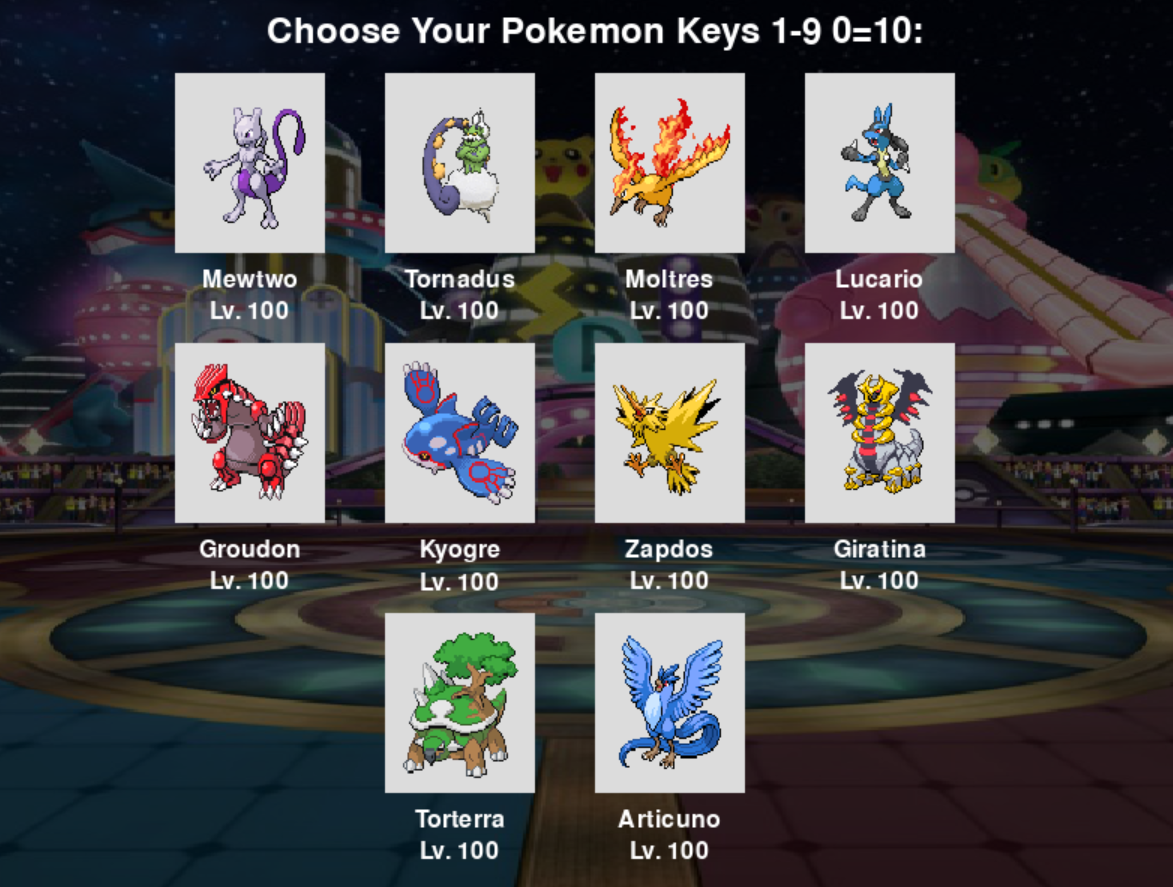 Choose Your Pokemon Keys 1-9 0=10:
Mewtwo
Lv. 100
Tornadus
Lv. 100
Moltres
Lv. 100
Lucario
Lv. 100
Groudon
Lv. 100
Kyogre
Lv. 100
Zapdos
Lv. 100
Giratina
Lv. 100
Torterra
Lv. 100
Articuno
Lv. 100